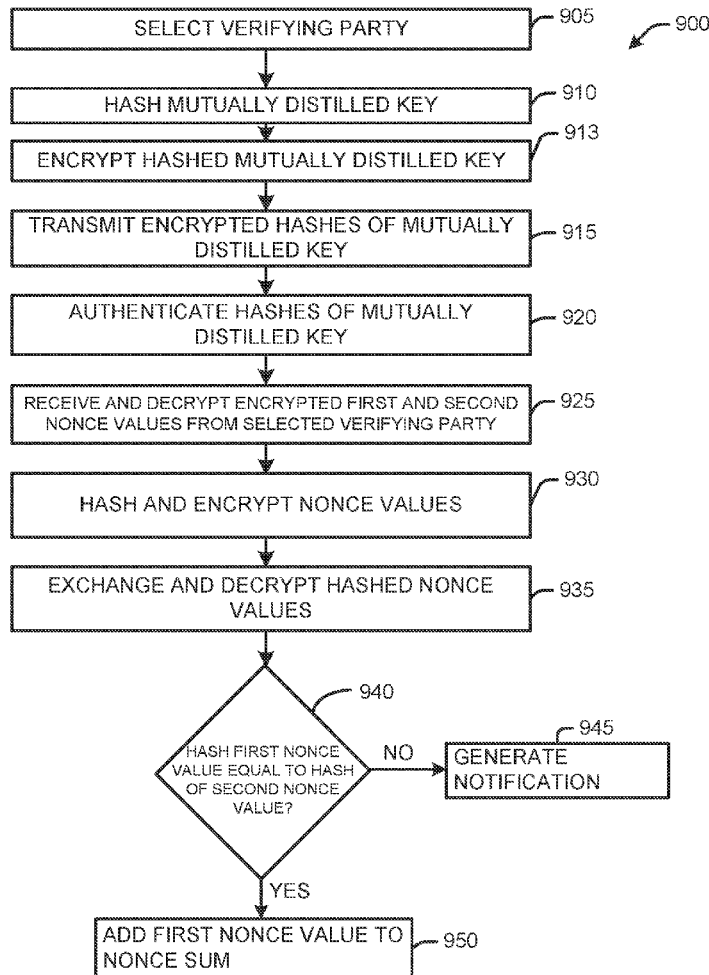 SELECT VERIFYING PARTY
905
900
HASH MUTUALLY DISTILLED KEY
910
913
ENCRYPT HASHED MUTUALLY DISTILLED KEY
TRANSMIT ENCRYPTED HASHES OF MUTUALLY
DISTILLED KEY
915
AUTHENTICATE HASHES OF MUTUALLY
DISTILLED KEY
920
RECEIVE AND DECRYPT ENCRYPTED FIRST AND SECOND
NONCE VALUES FROM SELECTED VERIFYING PARTY
925
HASH AND ENCRYPT NONCE VALUES
930
EXCHANGE AND DECRYPT HASHED NONCE
VALUES
935
940
HASH FIRST NONCE
VALUE EQUAL TO HASH
OF SECOND NONCE
VALUE?
NO
945
GENERATE
NOTIFICATION
YES
ADD FIRST NONCE VALUE TO
NONCE SUM
950